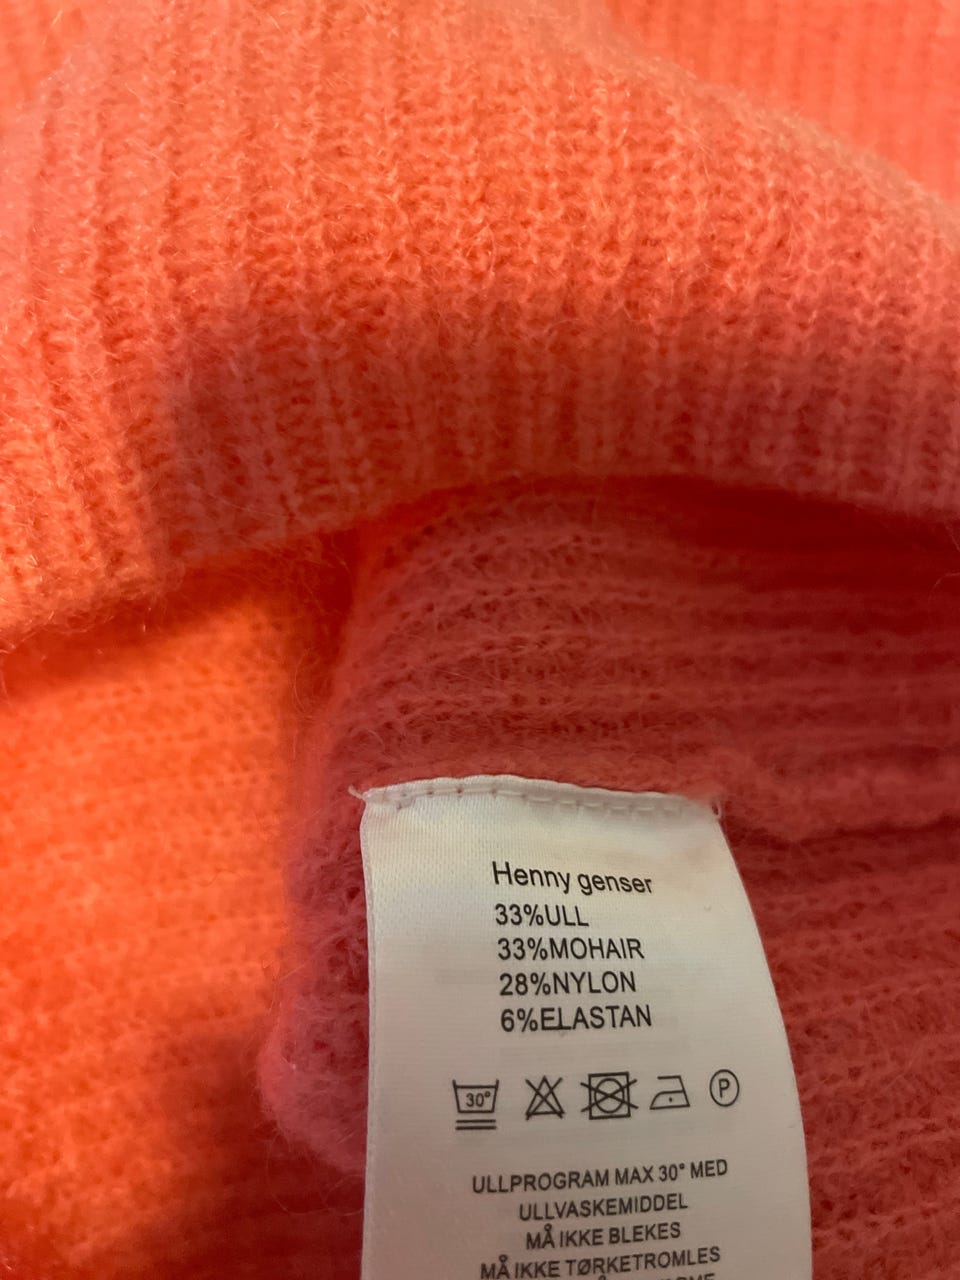 Henny genser
33%ULL
33%MOHAIR
28%NYLON
6%ELASTAN
30° P
ULLPROGRAM MAX 30° MED
ULLVASKEMIDDEL
MÅ IKKE BLEKES
MÅ IKKE TØRKETROMLES